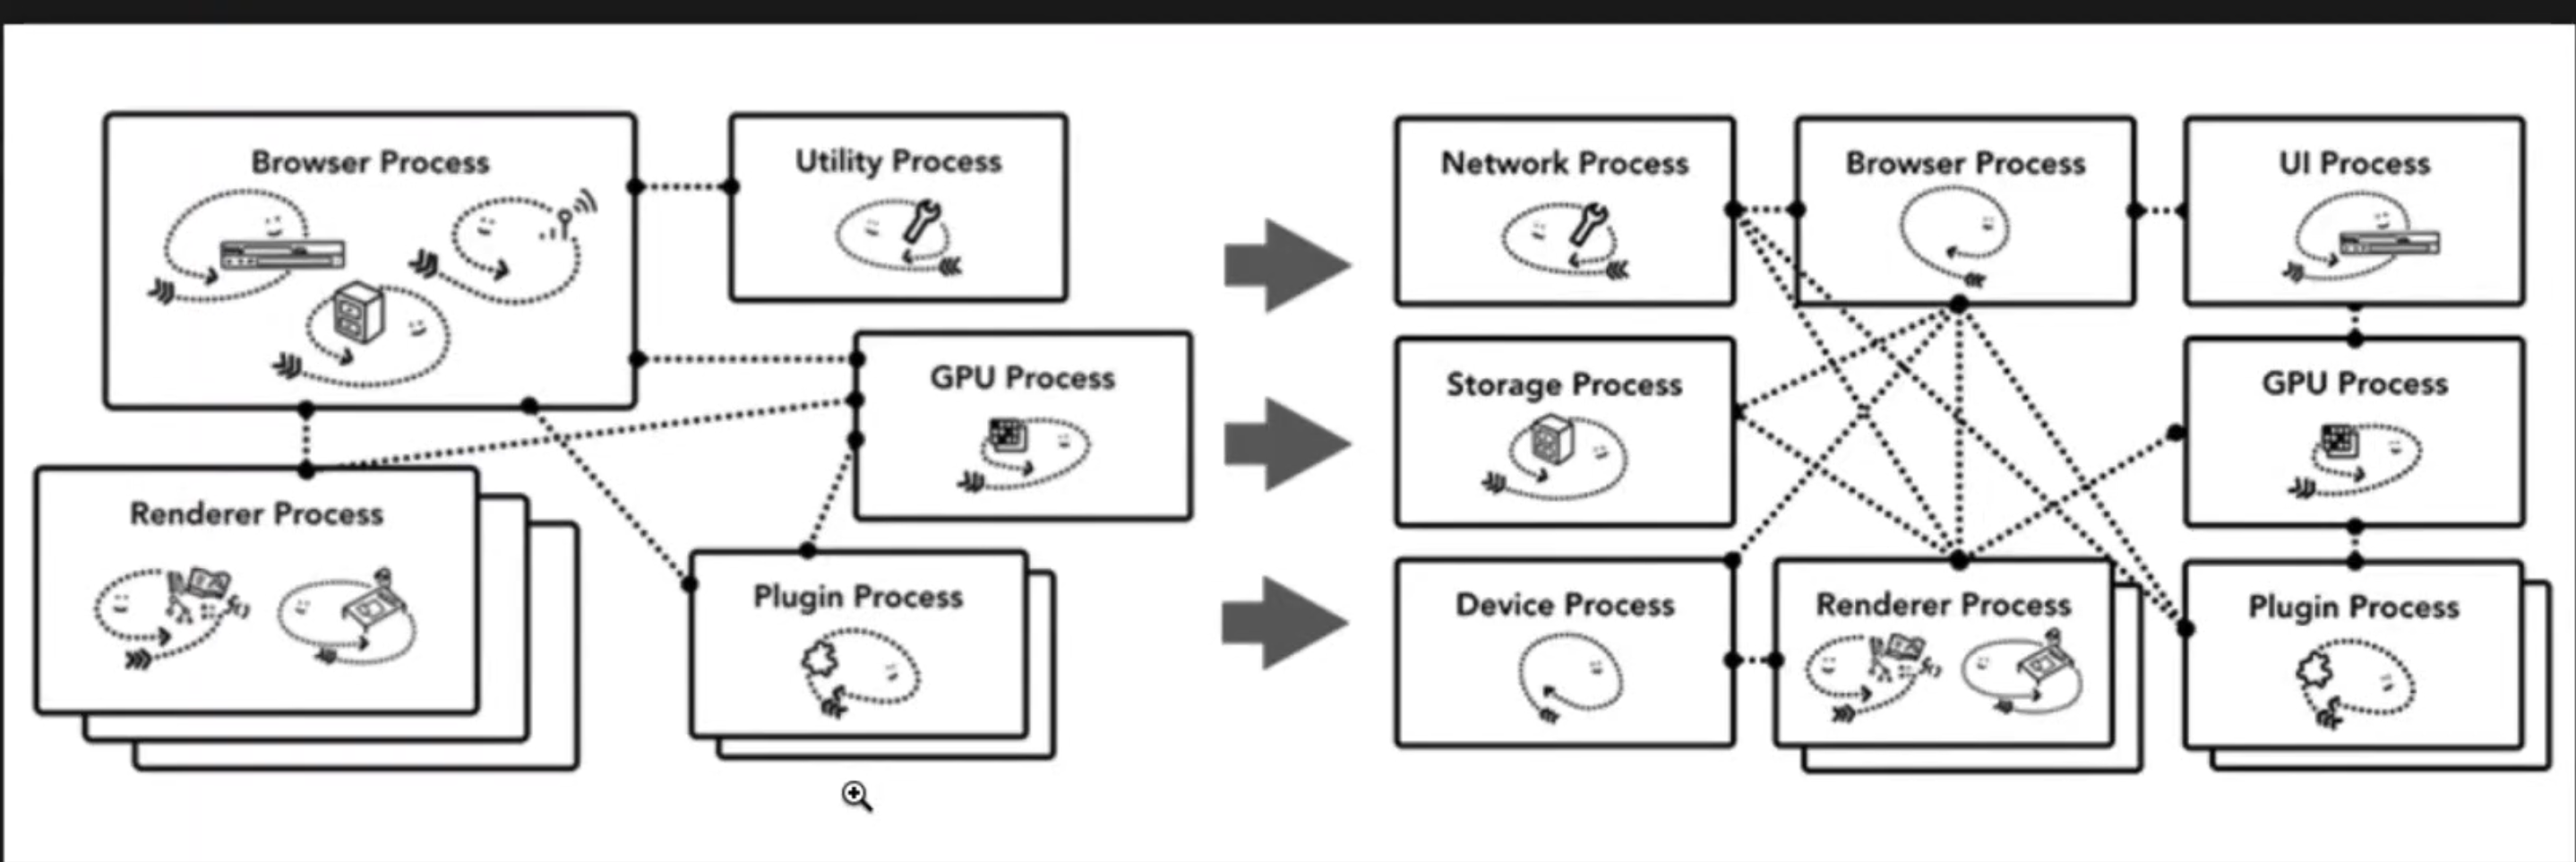 Browser Process
Utility Process
GPU Process
Renderer Process
Plugin Process
Network Process
Browser Process
UI Process
Storage Process
GPU Process
Device Process
Renderer Process
Plugin Process